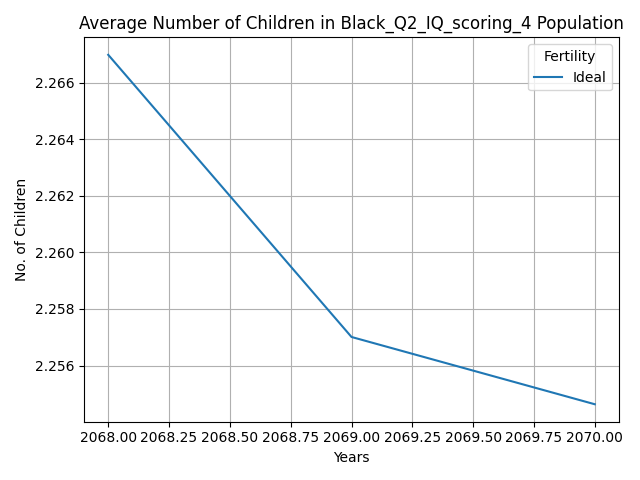 Average Number of Children in Black_Q2_IQ_scoring_4 Population
Fertility
Ideal
2.266
2.264
2.262
2.260
2.258
2.256
No. of Children
2068.00 2068.25 2068.50 2068.75 2069.00 2069.25 2069.50 2069.75 2070.00
Years